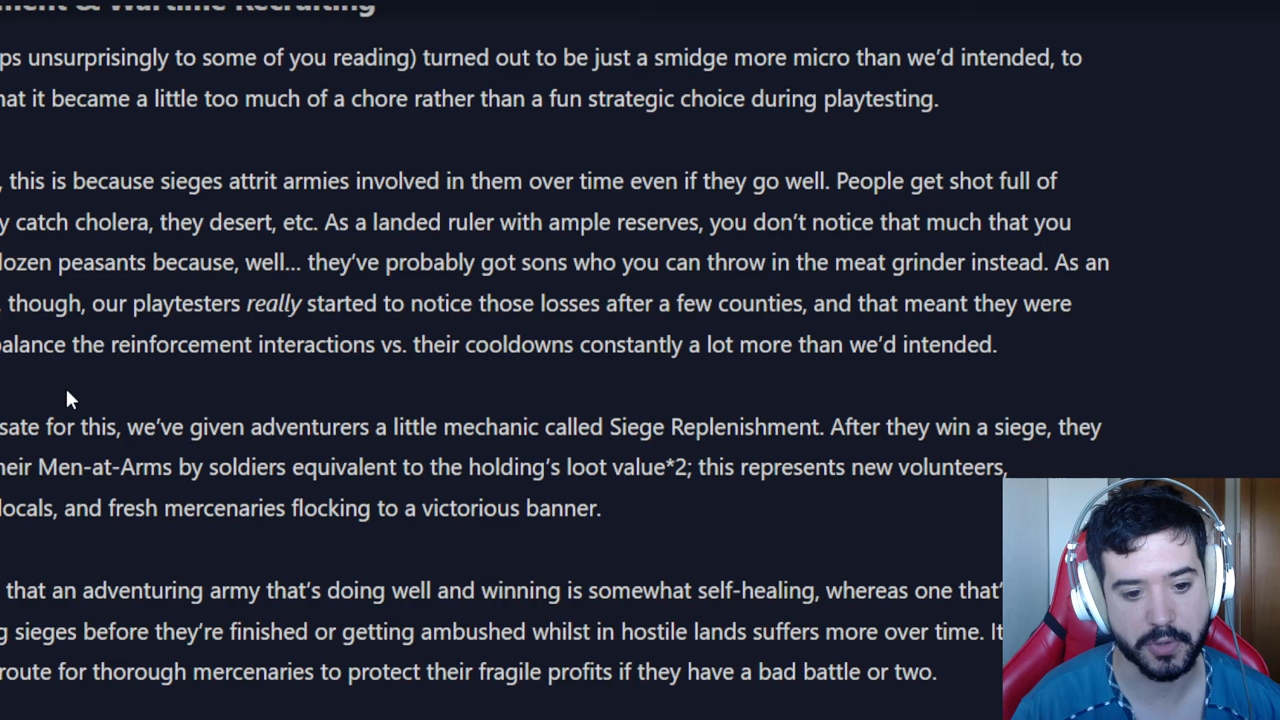 & Wartime Recruiting
unsurprisingly to some of you reading) turned out to be just a smidge more micro than we'd intended, to
it became a little too much of a chore rather than a fun strategic choice during playtesting.
, this is because sieges attrit armies involved in them over time even if they go well. People get shot full of
catch cholera, they desert, etc. As a landed ruler with ample reserves, you don't notice that much that you
dozen peasants because, well... they've probably got sons who you can throw in the meat grinder instead. As an
, though, our playtesters really started to notice those losses after a few counties, and that meant they were
balance the reinforcement interactions vs. their cooldowns constantly a lot more than we'd intended.
sate for this, we've given adventurers a little mechanic called Siege Replenishment. After they win a siege, they
heir Men-at-Arms by soldiers equivalent to the holding's loot value*2; this represents new volunteers,
locals, and fresh mercenaries flocking to a victorious banner.
that an adventuring army that's doing well and winning is somewhat self-healing, whereas one that'
g sieges before they're finished or getting ambushed whilst in hostile lands suffers more over time. It
route for thorough mercenaries to protect their fragile profits if they have a bad battle or two.